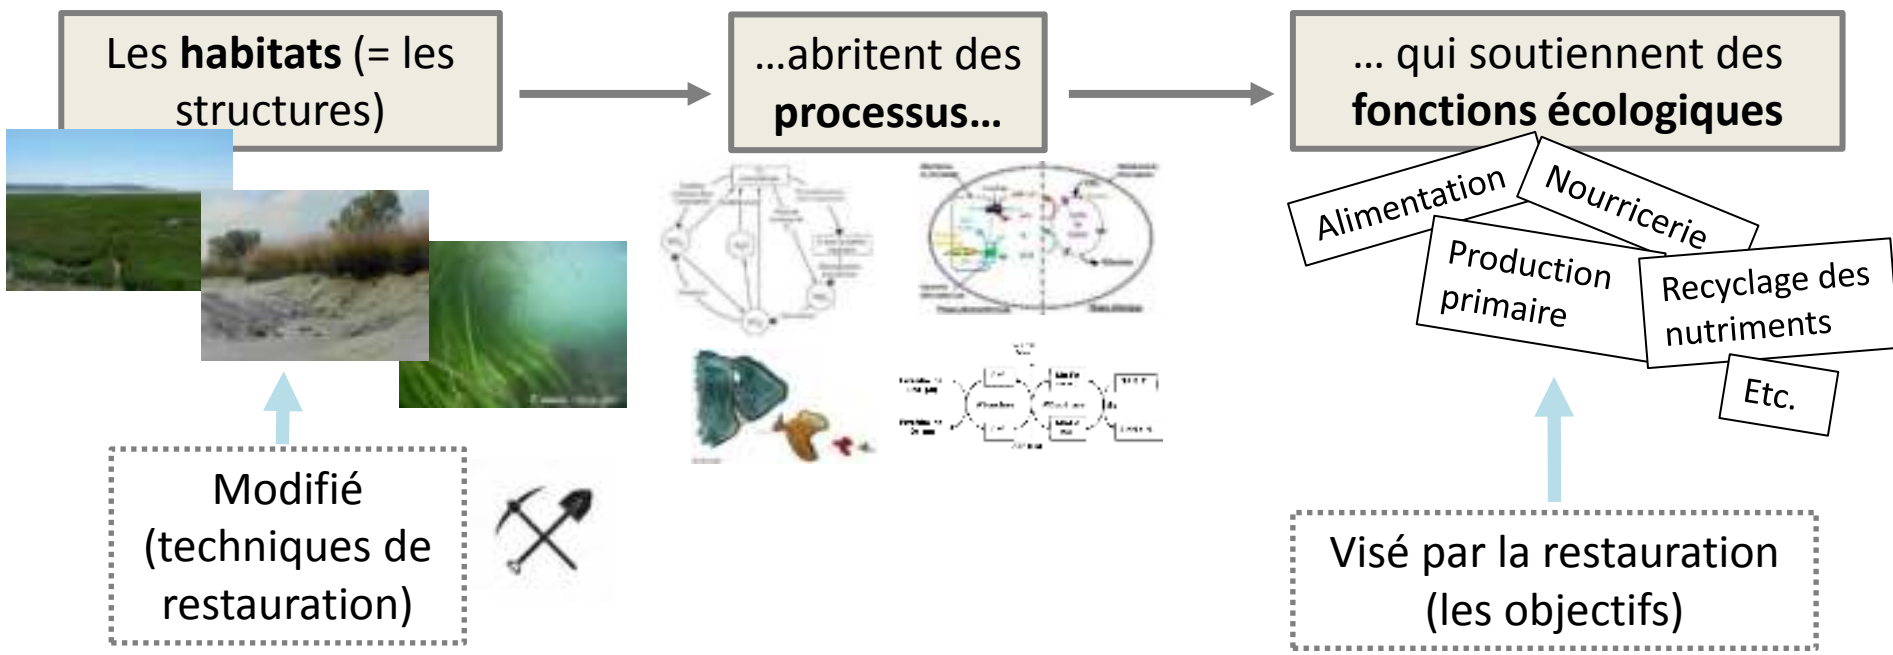 Les habitats (= les
structures)
…abritent des
processus…
… qui soutiennent des
fonctions écologiques
Alimentation
Nourricerie
Production
primaire
Recyclage des
nutriments
Etc.
Modifié
(techniques de
restauration)
Visé par la restauration
(les objectifs)